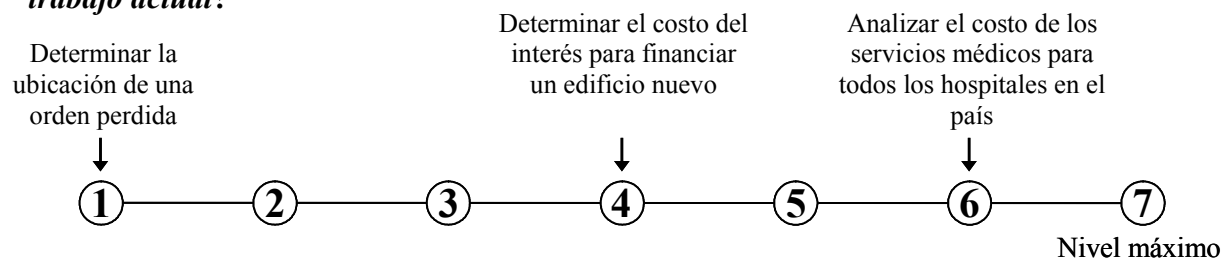 trabajo actual?
Determinar la
ubicación de una
orden perdida
Determinar el costo del
interés para financiar
un edificio nuevo
Analizar el costo de los
servicios médicos para
todos los hospitales en el
país
1 2 3 4 5 6 7
Nivel máximo